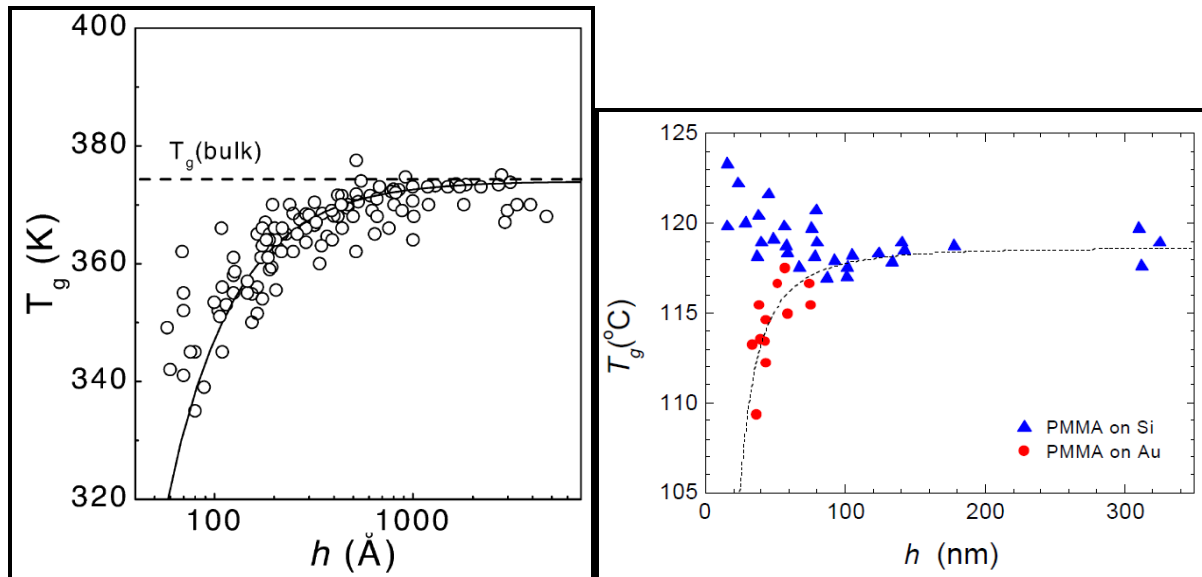 400
380
360
340
320
T_g (K)
T_g(bulk)
100
1000
h (Å)
125
120
115
110
105
T_g(°C)
PMMA on Si
PMMA on Au
0
100
200
300
h (nm)